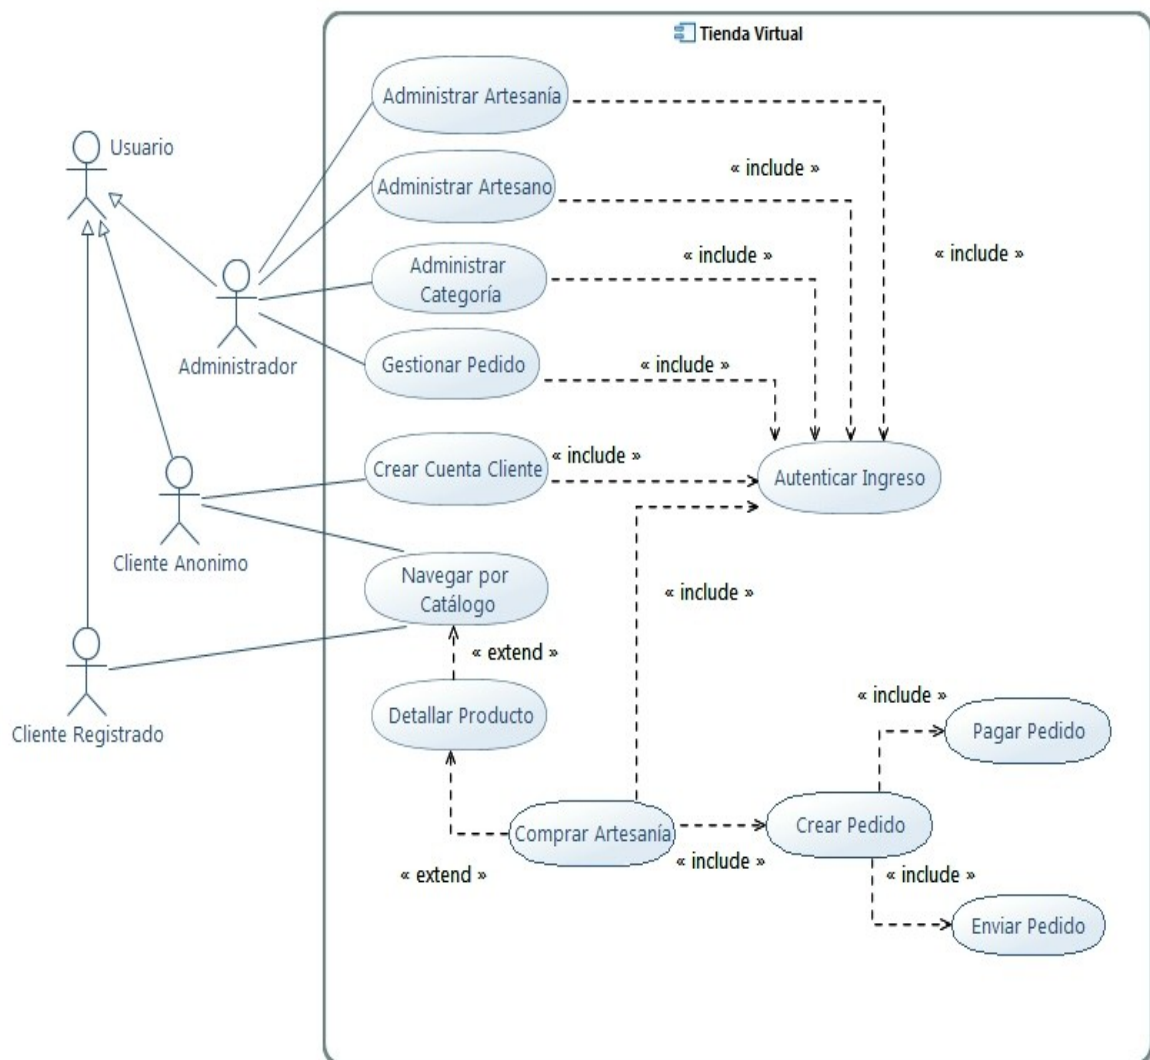 Tienda Virtual
Administrar Artesanía
Usuario
« include »
Administrar Artesano
« include »
« include »
Administrar
Categoría
Administrador
Gestionar Pedido
« include »
Crear Cuenta Cliente
« include »
Autenticar Ingreso
Cliente Anonimo
Navegar por
Catálogo
« include »
« extend »
Cliente Registrado
Detallar Producto
« include »
Pagar Pedido
Comprar Artesanía
Crear Pedido
« extend »
« include »
« include »
Enviar Pedido